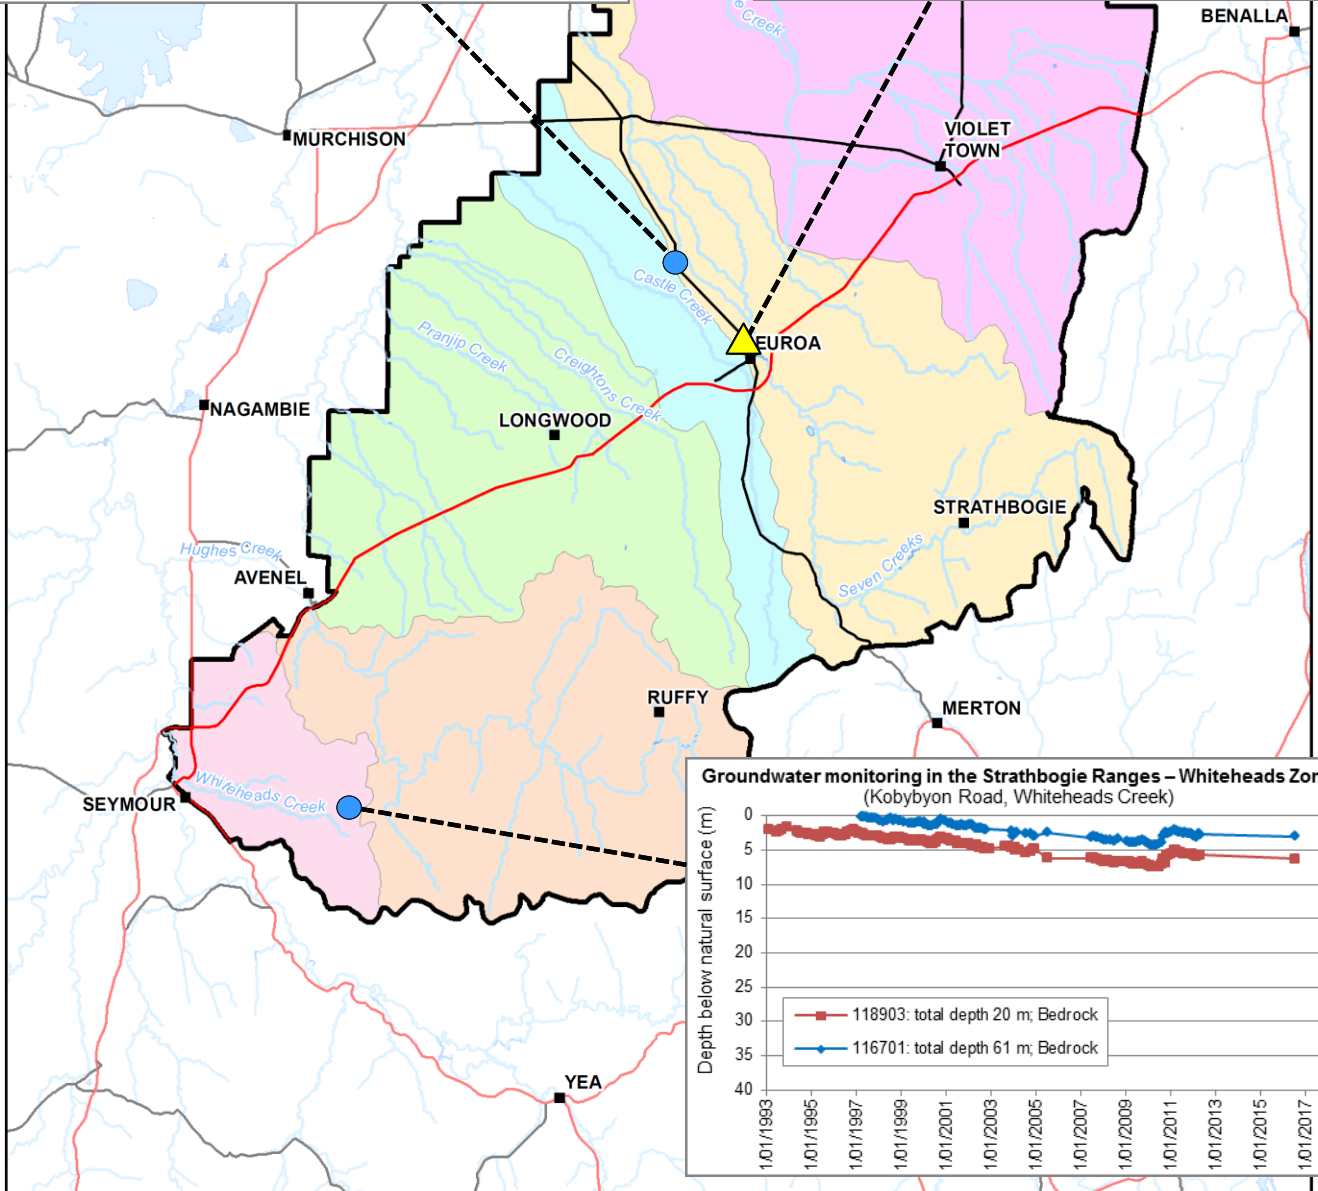 BENALLA
e Creek
MURCHISON
VIOLET
TOWN
Castle Creek
EUROA
Pranjip Creek
Creightons Creek
NAGAMBIE
LONGWOOD
STRATHBOGIE
Hughes Creek
Seven Creeks
AVENEL
RUFFY
MERTON
Whiteheads Creek
SEYMOUR
YEA
Groundwater monitoring in the Strathbogie Ranges – Whiteheads Zon
(Kobybyon Road, Whiteheads Creek)
Depth below natural surface (m)
0
5
10
15
20
25
30
35
40
118903: total depth 20 m; Bedrock
116701: total depth 61 m; Bedrock
1/01/1993
1/01/1995
1/01/1997
1/01/1999
1/01/2001
1/01/2003
1/01/2005
1/01/2007
1/01/2009
1/01/2011
1/01/2013
1/01/2015
1/01/2017